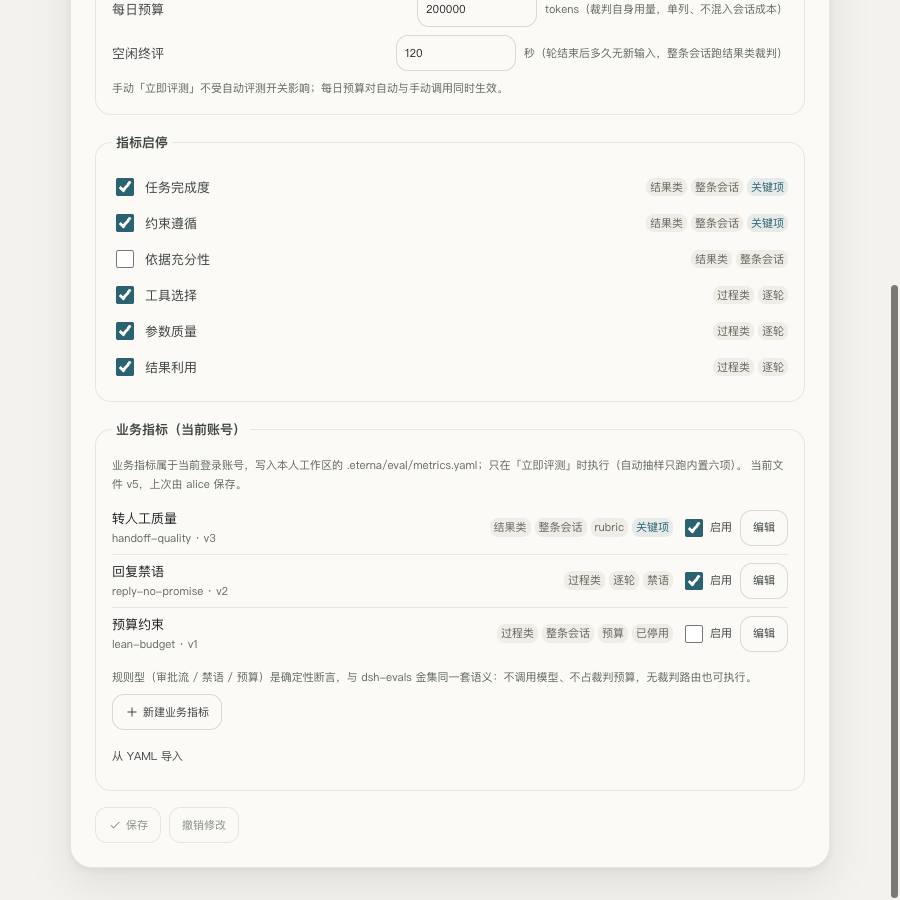 每日预算 200000 tokens（裁判自身用量，单列、不混入会话成本）
空闲终评 120 秒（轮结束后多久无新输入，整条会话跑结果类裁判）
手动「立即评测」不受自动评测开关影响；每日预算对自动与手动调用同时生效。
指标启停
任务完成度 结果类 整条会话 关键项
约束遵循 结果类 整条会话 关键项
依据充分性 结果类 整条会话
工具选择 过程类 逐轮
参数质量 过程类 逐轮
结果利用 过程类 逐轮
业务指标（当前账号）
业务指标属于当前登录账号，写入本人工作区的 .eterna/eval/metrics.yaml；只在「立即评测」时执行（自动抽样只跑内置六项）。 当前文
件 v5，上次由 alice 保存。
转人工质量
handoff-quality · v3 结果类 整条会话 rubric 关键项 启用 编辑
回复禁语
reply-no-promise · v2 过程类 逐轮 禁语 启用 编辑
预算约束
lean-budget · v1 过程类 整条会话 预算 已停用 启用 编辑
规则型（审批流 / 禁语 / 预算）是确定性断言，与 dsh-evals 金集同一套语义：不调用模型、不占裁判预算，无裁判路由也可执行。
+ 新建业务指标
从 YAML 导入
保存 撤销修改